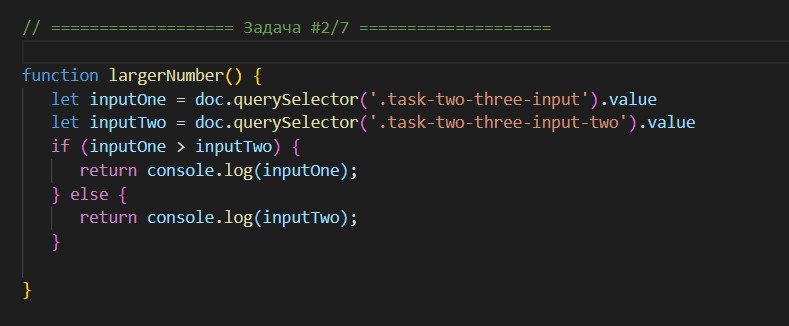 // =================== Задача #2/7 ====================
function largerNumber() {
let inputOne = doc.querySelector('.task-two-three-input').value
let inputTwo = doc.querySelector('.task-two-three-input-two').value
if (inputOne > inputTwo) {
return console.log(inputOne);
} else {
return console.log(inputTwo);
}
}